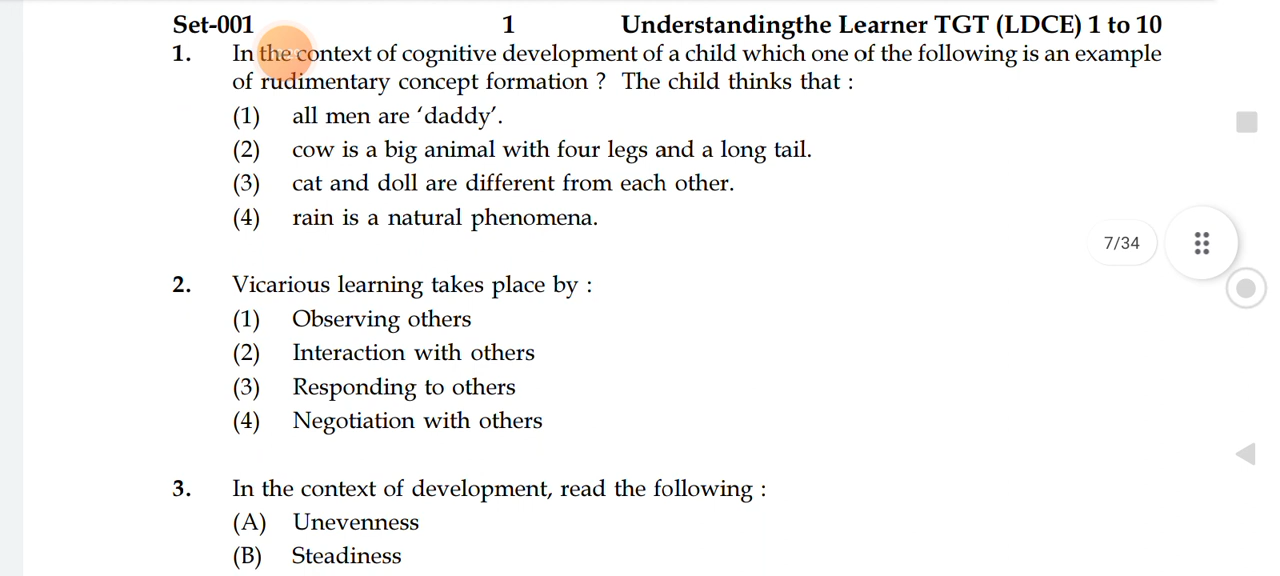 Set-001 1 Understandingthe Learner TGT (LDCE) 1 to 10
1. In the context of cognitive development of a child which one of the following is an example
of rudimentary concept formation ? The child thinks that :
(1) all men are ‘daddy’.
(2) cow is a big animal with four legs and a long tail.
(3) cat and doll are different from each other.
(4) rain is a natural phenomena.
7/34
2. Vicarious learning takes place by :
(1) Observing others
(2) Interaction with others
(3) Responding to others
(4) Negotiation with others
3. In the context of development, read the following :
(A) Unevenness
(B) Steadiness